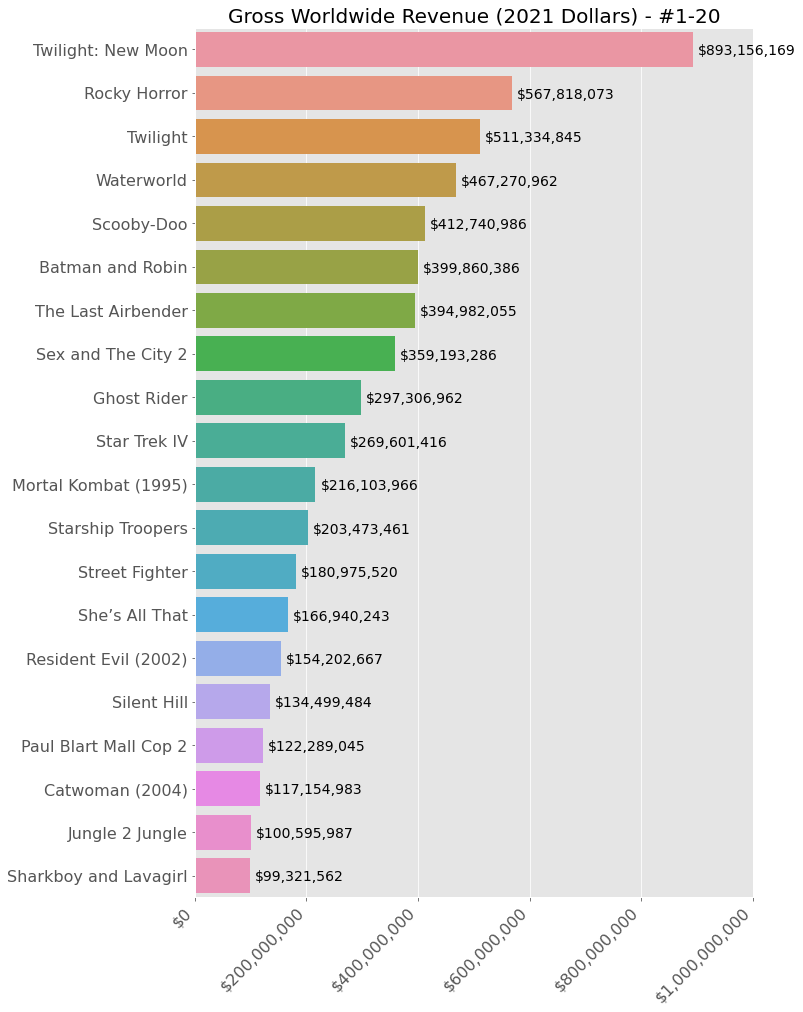 Gross Worldwide Revenue (2021 Dollars) - #1-20
Twilight: New Moon $893,156,169
Rocky Horror $567,818,073
Twilight $511,334,845
Waterworld $467,270,962
Scooby-Doo $412,740,986
Batman and Robin $399,860,386
The Last Airbender $394,982,055
Sex and The City 2 $359,193,286
Ghost Rider $297,306,962
Star Trek IV $269,601,416
Mortal Kombat (1995) $216,103,966
Starship Troopers $203,473,461
Street Fighter $180,975,520
She’s All That $166,940,243
Resident Evil (2002) $154,202,667
Silent Hill $134,499,484
Paul Blart Mall Cop 2 $122,289,045
Catwoman (2004) $117,154,983
Jungle 2 Jungle $100,595,987
Sharkboy and Lavagirl $99,321,562
$0 $200,000,000 $400,000,000 $600,000,000 $800,000,000 $1,000,000,000